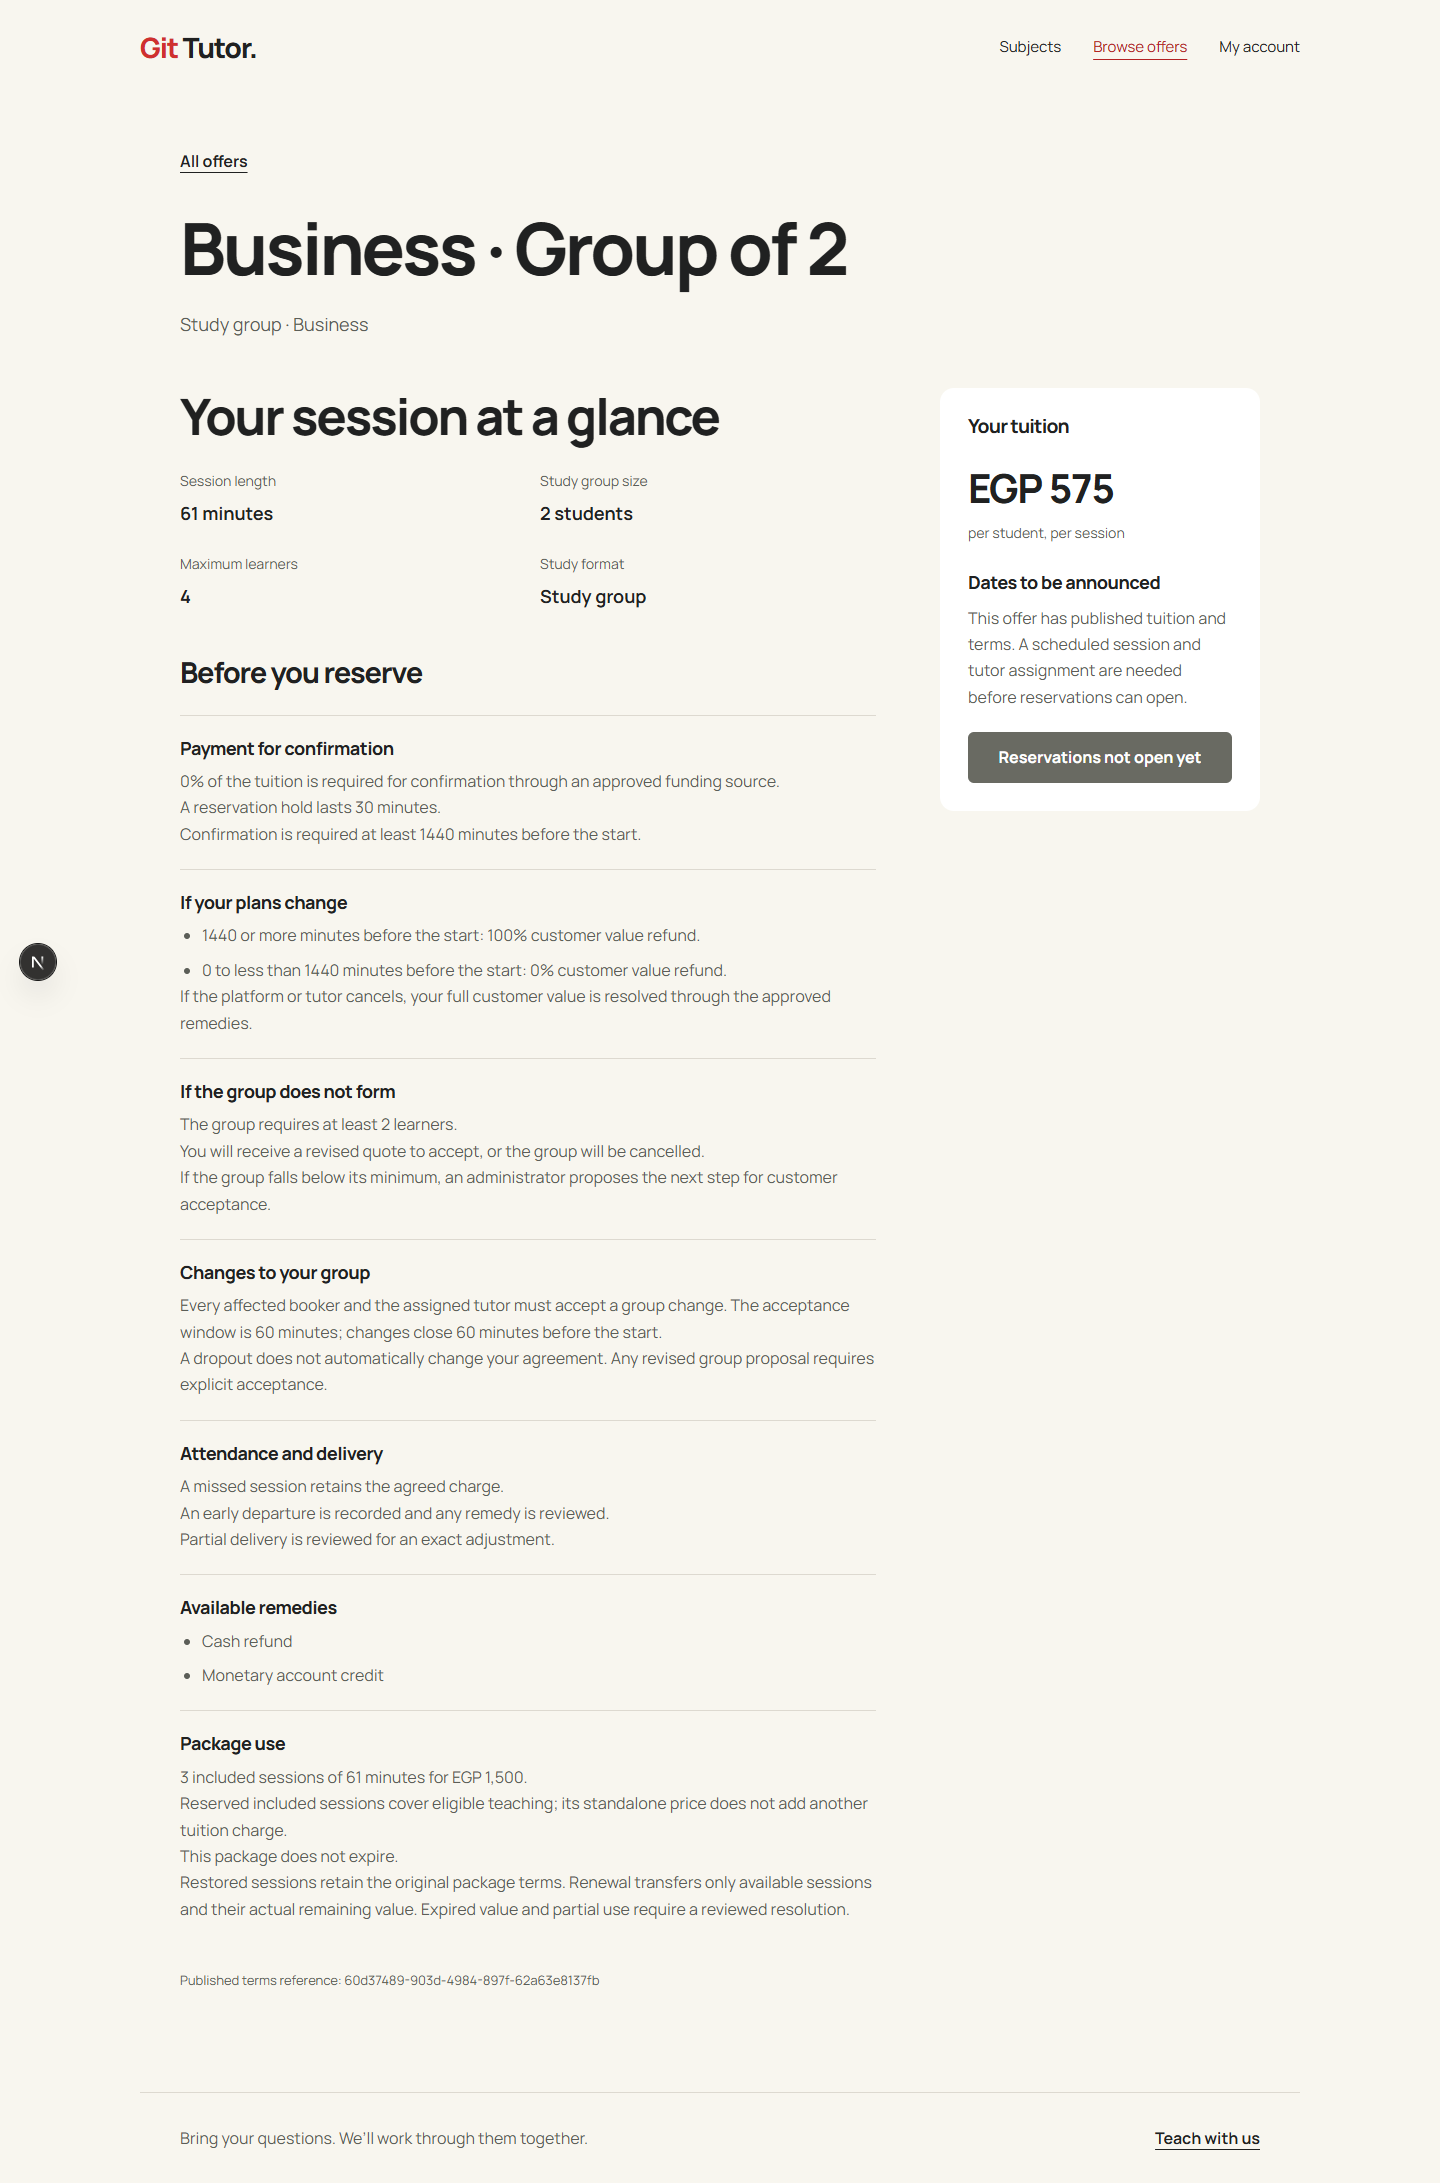 Git Tutor.
Subjects
Browse offers
My account
All offers
Business · Group of 2
Study group · Business
Your session at a glance
Session length
61 minutes
Study group size
2 students
Maximum learners
4
Study format
Study group
Your tuition
EGP 575
per student, per session
Dates to be announced
This offer has published tuition and
terms. A scheduled session and
tutor assignment are needed
before reservations can open.
Reservations not open yet
Before you reserve
Payment for confirmation
0% of the tuition is required for confirmation through an approved funding source.
A reservation hold lasts 30 minutes.
Confirmation is required at least 1440 minutes before the start.
If your plans change
• 1440 or more minutes before the start: 100% customer value refund.
• 0 to less than 1440 minutes before the start: 0% customer value refund.
If the platform or tutor cancels, your full customer value is resolved through the approved
remedies.
If the group does not form
The group requires at least 2 learners.
You will receive a revised quote to accept, or the group will be cancelled.
If the group falls below its minimum, an administrator proposes the next step for customer
acceptance.
Changes to your group
Every affected booker and the assigned tutor must accept a group change. The acceptance
window is 60 minutes; changes close 60 minutes before the start.
A dropout does not automatically change your agreement. Any revised group proposal requires
explicit acceptance.
Attendance and delivery
A missed session retains the agreed charge.
An early departure is recorded and any remedy is reviewed.
Partial delivery is reviewed for an exact adjustment.
Available remedies
• Cash refund
• Monetary account credit
Package use
3 included sessions of 61 minutes for EGP 1,500.
Reserved included sessions cover eligible teaching; its standalone price does not add another
tuition charge.
This package does not expire.
Restored sessions retain the original package terms. Renewal transfers only available sessions
and their actual remaining value. Expired value and partial use require a reviewed resolution.
Published terms reference: 60d37489-903d-4984-897f-62a63e8137fb
Bring your questions. We'll work through them together.
Teach with us
N